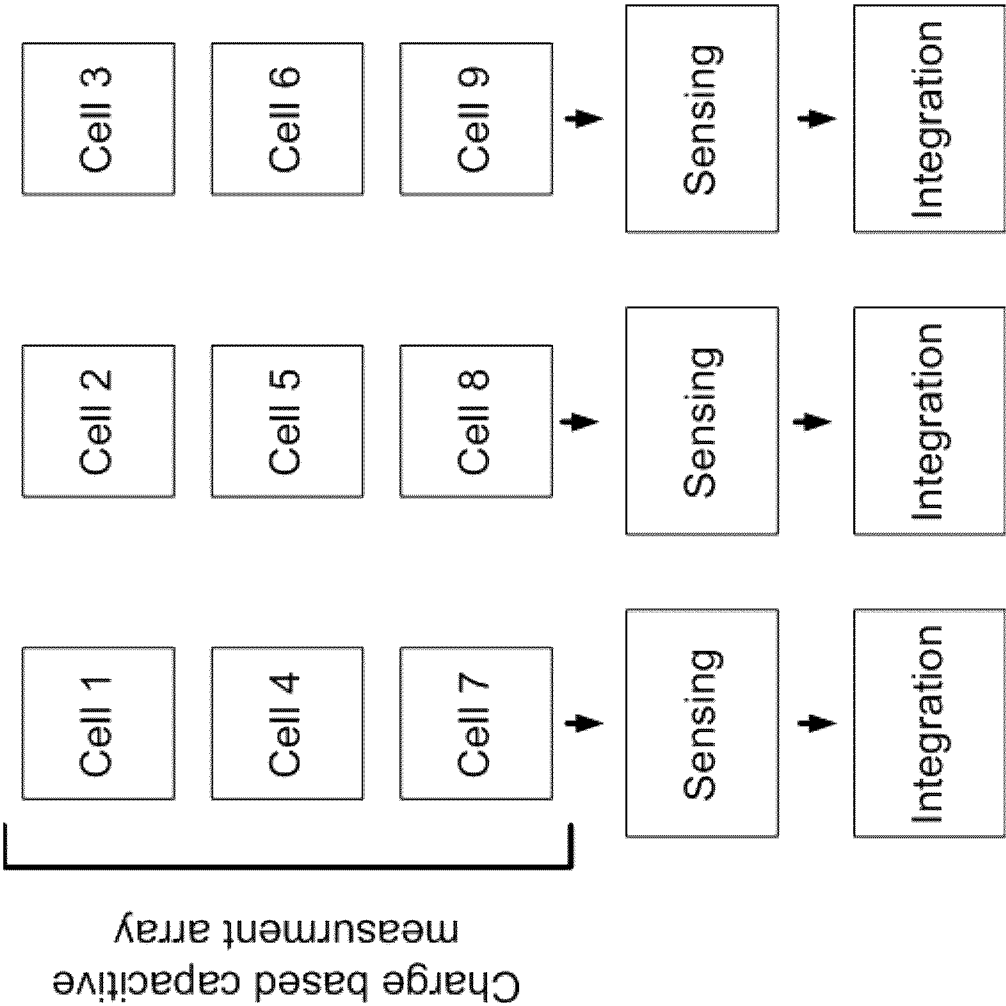 Cell 3
Cell 6
Cell 9
Sensing
Integration
Cell 2
Cell 5
Cell 8
Sensing
Integration
Cell 1
Cell 4
Cell 7
Sensing
Integration
Charge based capacitive
measurment array